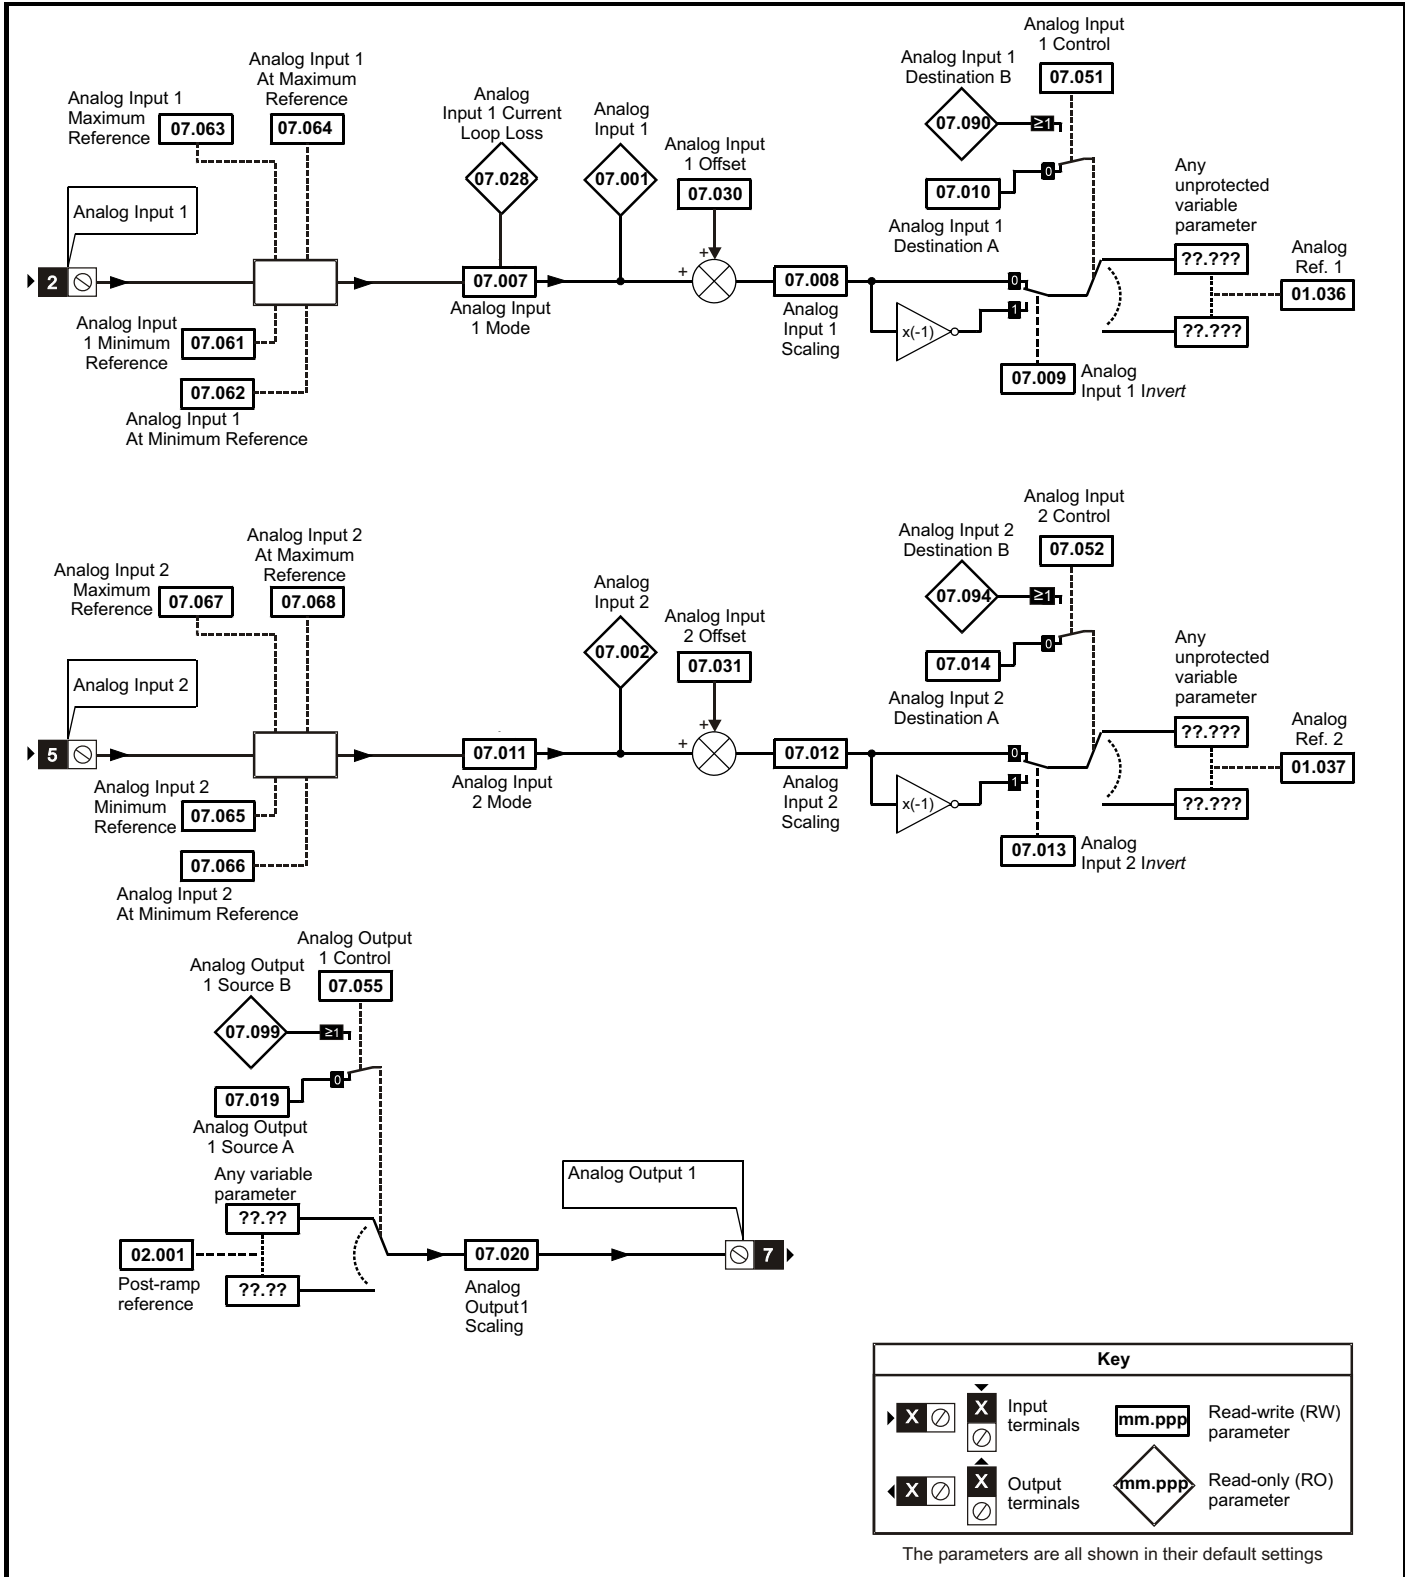 Analog Input 1
Maximum
Reference
07.063
Analog Input 1
At Maximum
Reference
07.064
Analog
Input 1 Current
Loop Loss
07.028
Analog
Input 1
07.001
Analog Input
1 Offset
07.030
Analog Input 1
Destination B
07.090
≥1
Analog Input
1 Control
07.051
0
07.010
Analog Input 1
Destination A
Any
unprotected
variable
parameter
??.???
??.???
Analog
Ref. 1
01.036
Analog Input 1
2
07.007
Analog Input
1 Mode
+
+
07.008
Analog
Input 1
Scaling
0
1
x(-1)
07.009
Analog
Input 1 Invert
Analog Input
1 Minimum
Reference
07.061
07.062
Analog Input 1
At Minimum Reference
Analog Input 2
Maximum
Reference
07.067
Analog Input 2
At Maximum
Reference
07.068
Analog
Input 2
07.002
Analog Input
2 Offset
07.031
Analog Input 2
Destination B
07.094
≥1
Analog Input
2 Control
07.052
0
07.014
Analog Input 2
Destination A
Any
unprotected
variable
parameter
??.???
??.???
Analog
Ref. 2
01.037
Analog Input 2
5
07.011
Analog Input
2 Mode
+
+
07.012
Analog
Input 2
Scaling
0
1
x(-1)
07.013
Analog
Input 2 Invert
Analog Input 2
Minimum
Reference
07.065
07.066
Analog Input 2
At Minimum Reference
Analog Output
1 Control
07.055
Analog Output
1 Source B
07.099
≥1
0
07.019
Analog Output
1 Source A
Any variable
parameter
??.??
??.??
02.001
Post-ramp
reference
07.020
Analog
Output1
Scaling
Analog Output 1
7
Key
X
X
Input
terminals
mm.ppp
Read-write (RW)
parameter
X
X
Output
terminals
mm.ppp
Read-only (RO)
parameter
The parameters are all shown in their default settings